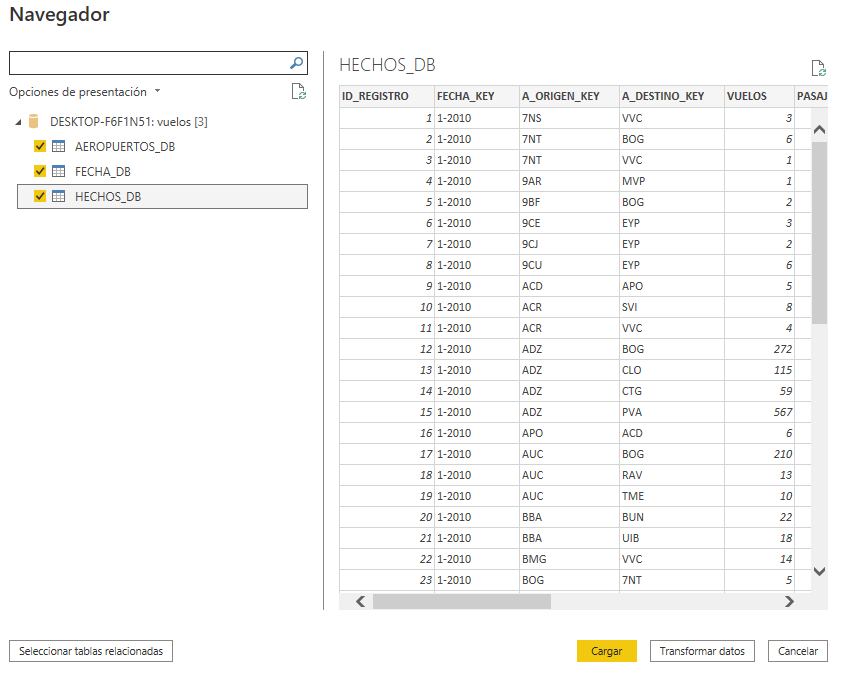 Navegador
Opciones de presentación
DESKTOP-F6F1N51: vuelos [3]
AEROPUERTOS_DB
FECHA_DB
HECHOS_DB
HECHOS_DB
ID_REGISTRO FECHA_KEY A_ORIGEN_KEY A_DESTINO_KEY VUELOS PASAJ
1 1-2010 7NS VVC 3
2 1-2010 7NT BOG 6
3 1-2010 7NT VVC 1
4 1-2010 9AR MVP 1
5 1-2010 9BF BOG 2
6 1-2010 9CE EYP 3
7 1-2010 9CJ EYP 2
8 1-2010 9CU EYP 6
9 1-2010 ACD APO 5
10 1-2010 ACR SVI 8
11 1-2010 ACR VVC 4
12 1-2010 ADZ BOG 272
13 1-2010 ADZ CLO 115
14 1-2010 ADZ CTG 59
15 1-2010 ADZ PVA 567
16 1-2010 APO ACD 6
17 1-2010 AUC BOG 210
18 1-2010 AUC RAV 13
19 1-2010 AUC TME 10
20 1-2010 BBA BUN 22
21 1-2010 BBA UIB 18
22 1-2010 BMG VVC 14
23 1-2010 BOG 7NT 5
Seleccionar tablas relacionadas
Cargar
Transformar datos
Cancelar